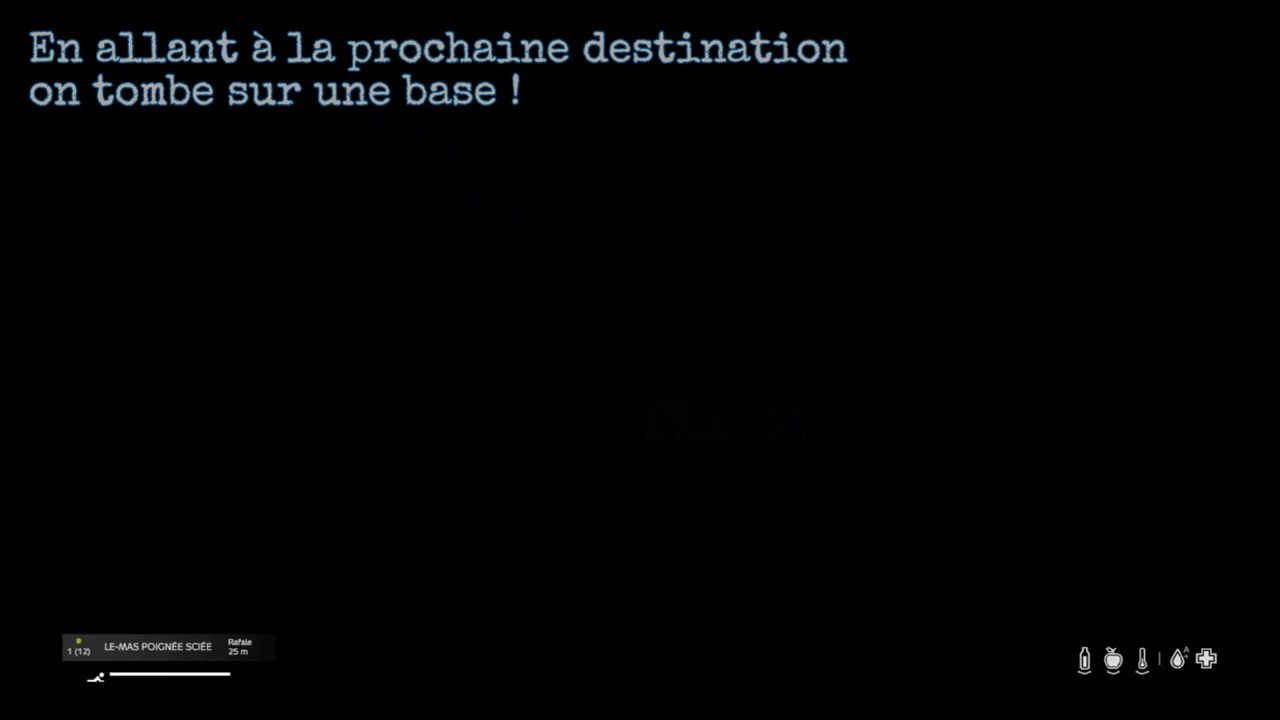 En allant à la prochaine destination
on tombe sur une base !
1 (12) LE-MAS POIGNÉE SCIÉE Rafale
25 m
A